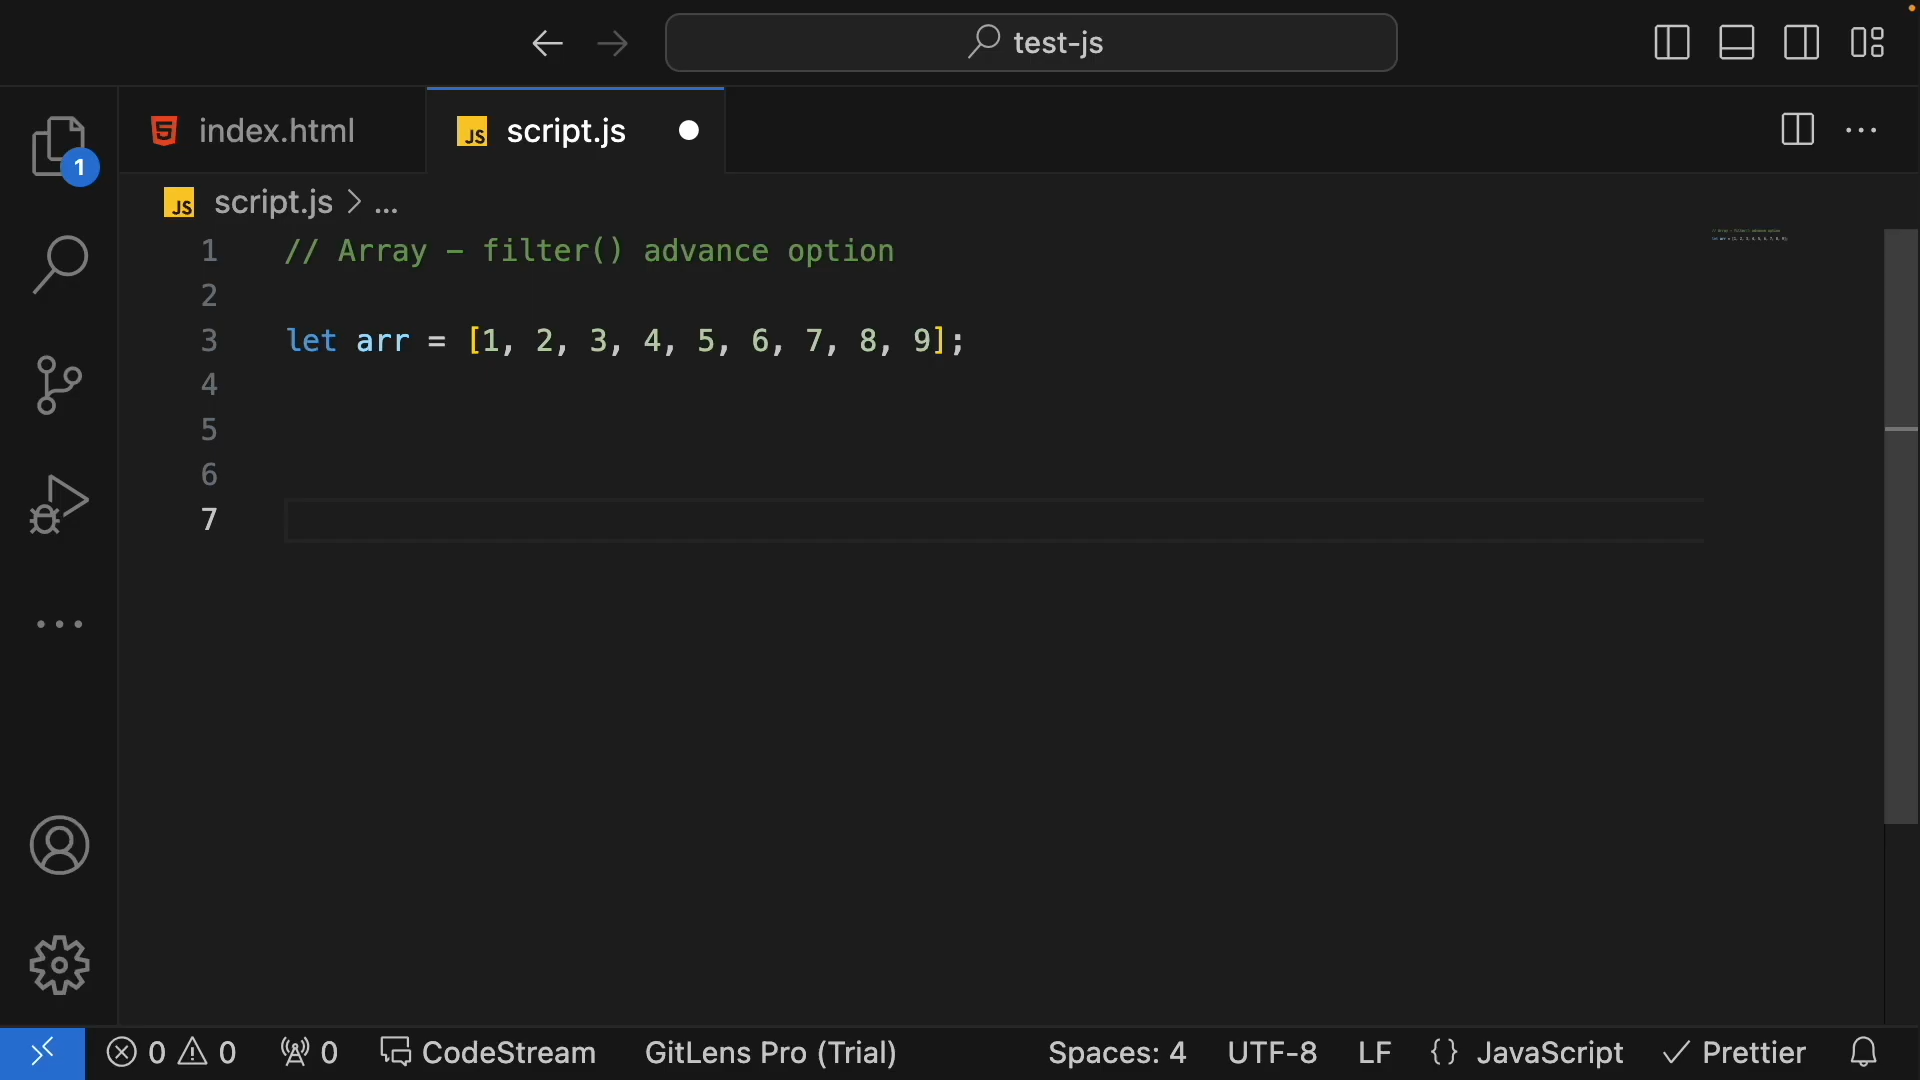 test-js
index.html
JS script.js
1
JS script.js > ...
1 // Array - filter() advance option
2
3 let arr = [1, 2, 3, 4, 5, 6, 7, 8, 9];
4
5
6
7
0 0 0 CodeStream GitLens Pro (Trial) Spaces: 4 UTF-8 LF {} JavaScript Prettier